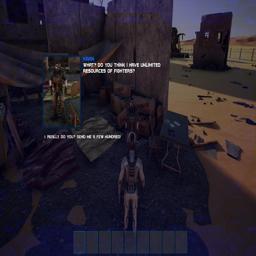 WHAT? DO YOU THINK I HAVE UNLIMITED
RESOURCES OF FIGHTERS?
I REALLY DO YOU? SEND ME A FEW HUNDRED!